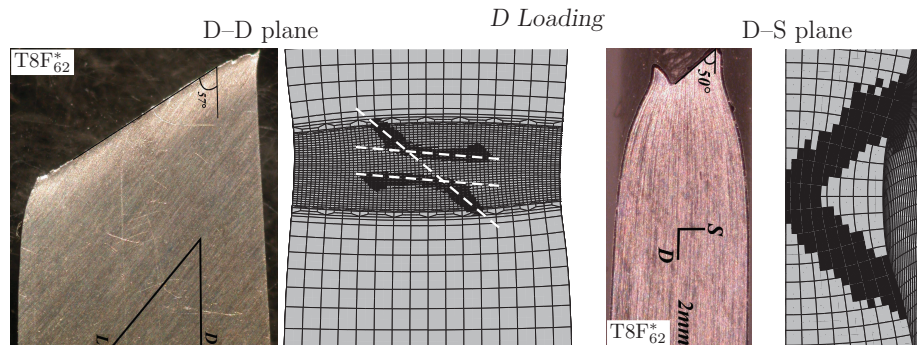 D Loading
D–D plane
D–S plane
T8F*62
57°
50°
S
D
2mm
L
D
T8F*62